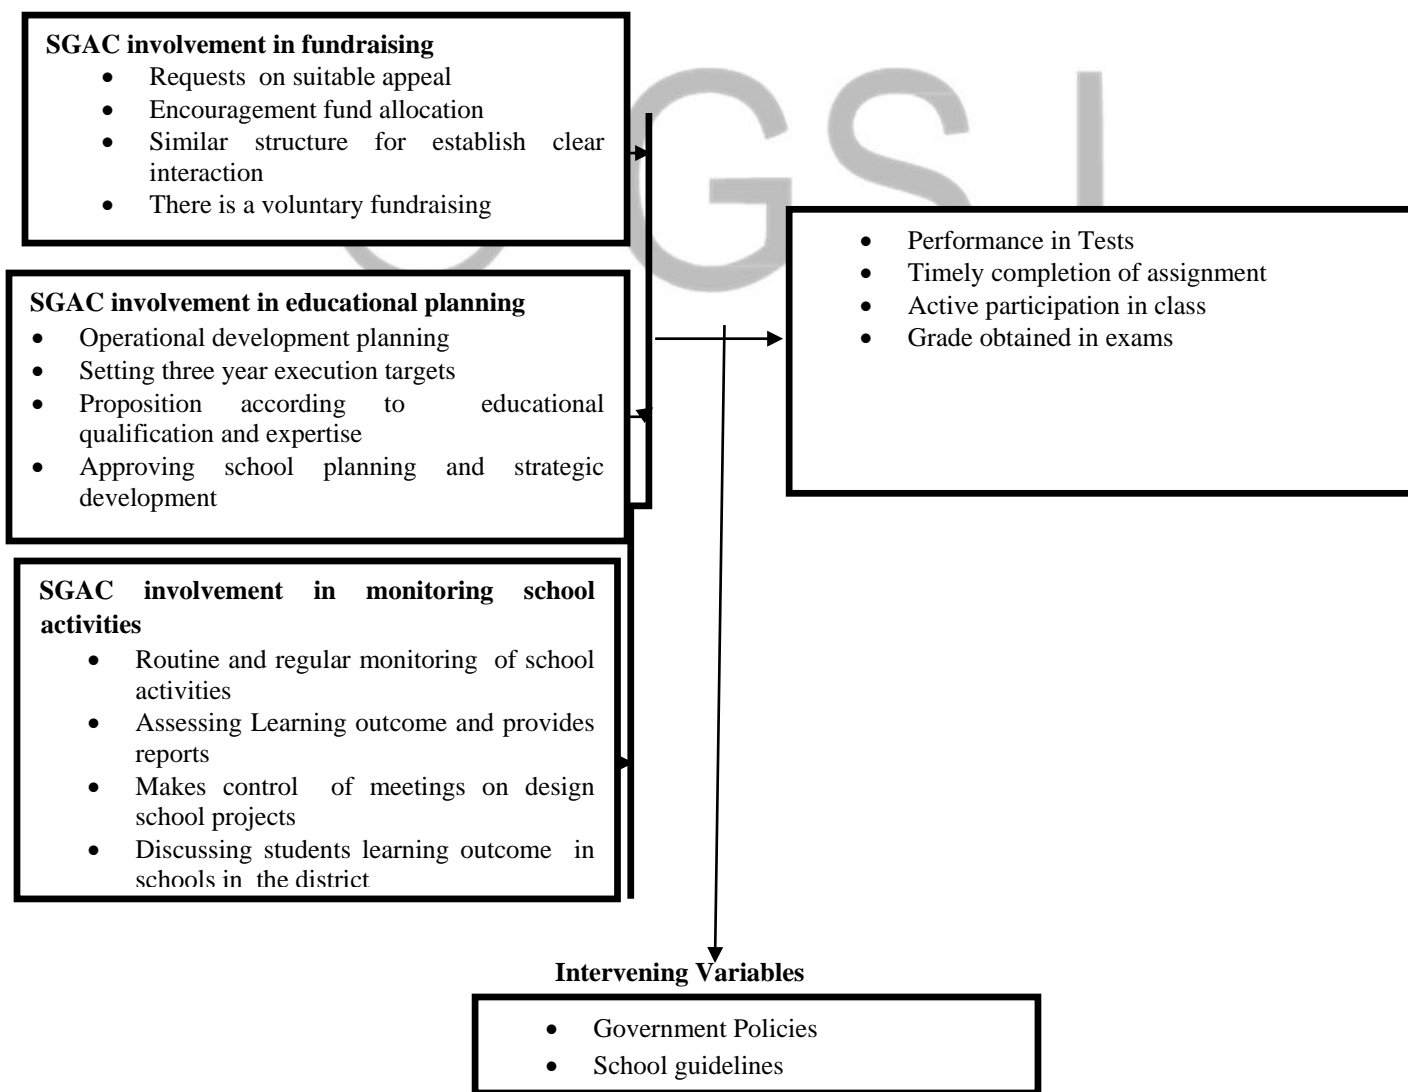 SGAC involvement in fundraising
• Requests on suitable appeal
• Encouragement fund allocation
• Similar structure for establish clear
interaction
• There is a voluntary fundraising
SGAC involvement in educational planning
• Operational development planning
• Setting three year execution targets
• Proposition according to educational
qualification and expertise
• Approving school planning and strategic
development
SGAC involvement in monitoring school
activities
• Routine and regular monitoring of school
activities
• Assessing Learning outcome and provides
reports
• Makes control of meetings on design
school projects
• Discussing students learning outcome in
schools in the district
• Performance in Tests
• Timely completion of assignment
• Active participation in class
• Grade obtained in exams
Intervening Variables
• Government Policies
• School guidelines